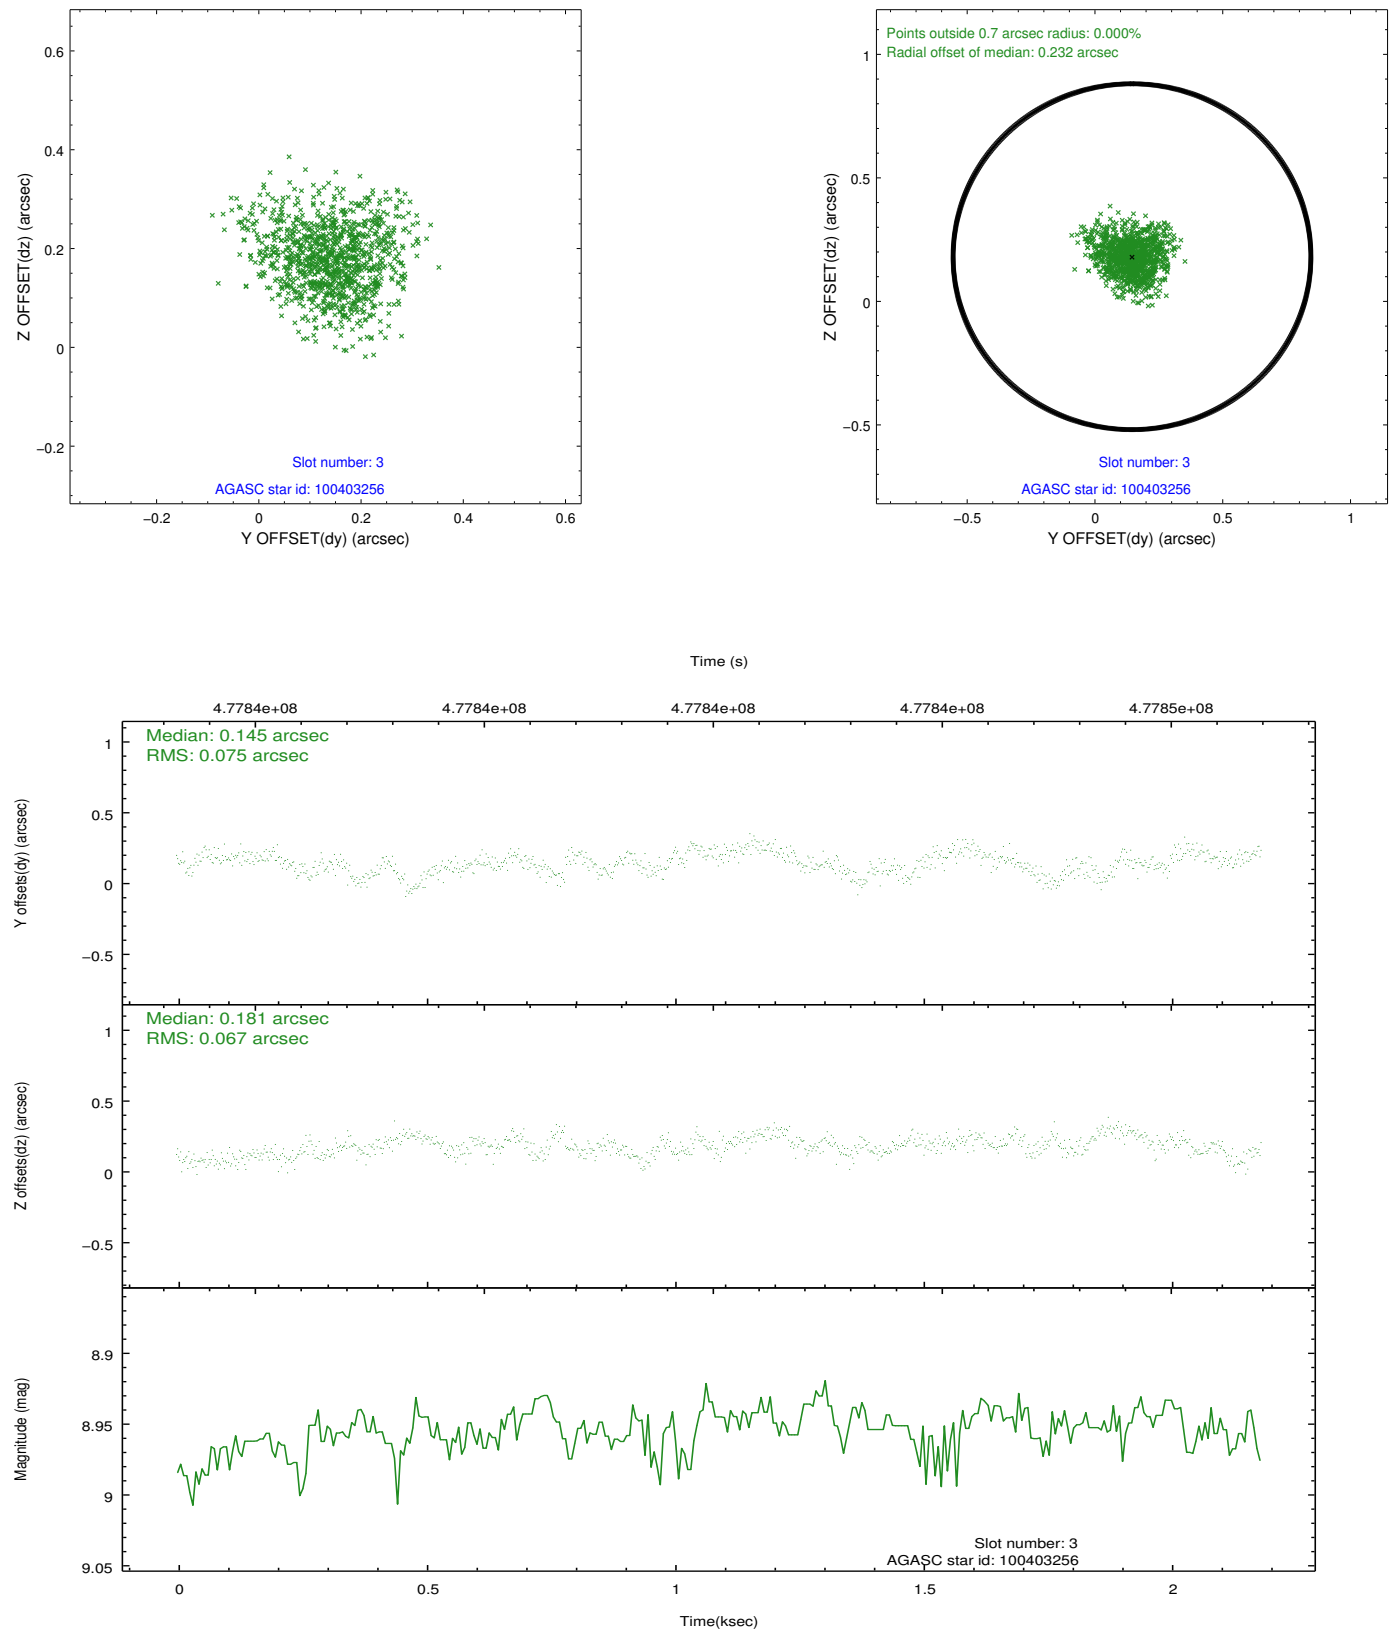 0.6
0.4
0.2
0
−0.2
Z OFFSET(dz) (arcsec)
Slot number: 3
AGASC star id: 100403256
−0.2 0 0.2 0.4 0.6
Y OFFSET(dy) (arcsec)
Points outside 0.7 arcsec radius: 0.000%
Radial offset of median: 0.232 arcsec
1
0.5
0
−0.5
Z OFFSET(dz) (arcsec)
Slot number: 3
AGASC star id: 100403256
−0.5 0 0.5 1
Y OFFSET(dy) (arcsec)
Time (s)
4.7784e+08 4.7784e+08 4.7784e+08 4.7784e+08 4.7785e+08
Median: 0.145 arcsec
RMS: 0.075 arcsec
1
0.5
0
−0.5
Y offsets(dy) (arcsec)
Median: 0.181 arcsec
RMS: 0.067 arcsec
1
0.5
0
−0.5
Z offsets(dz) (arcsec)
8.9
8.95
9
9.05
Magnitude (mag)
Slot number: 3
AGASC star id: 100403256
0 0.5 1 1.5 2
Time(ksec)